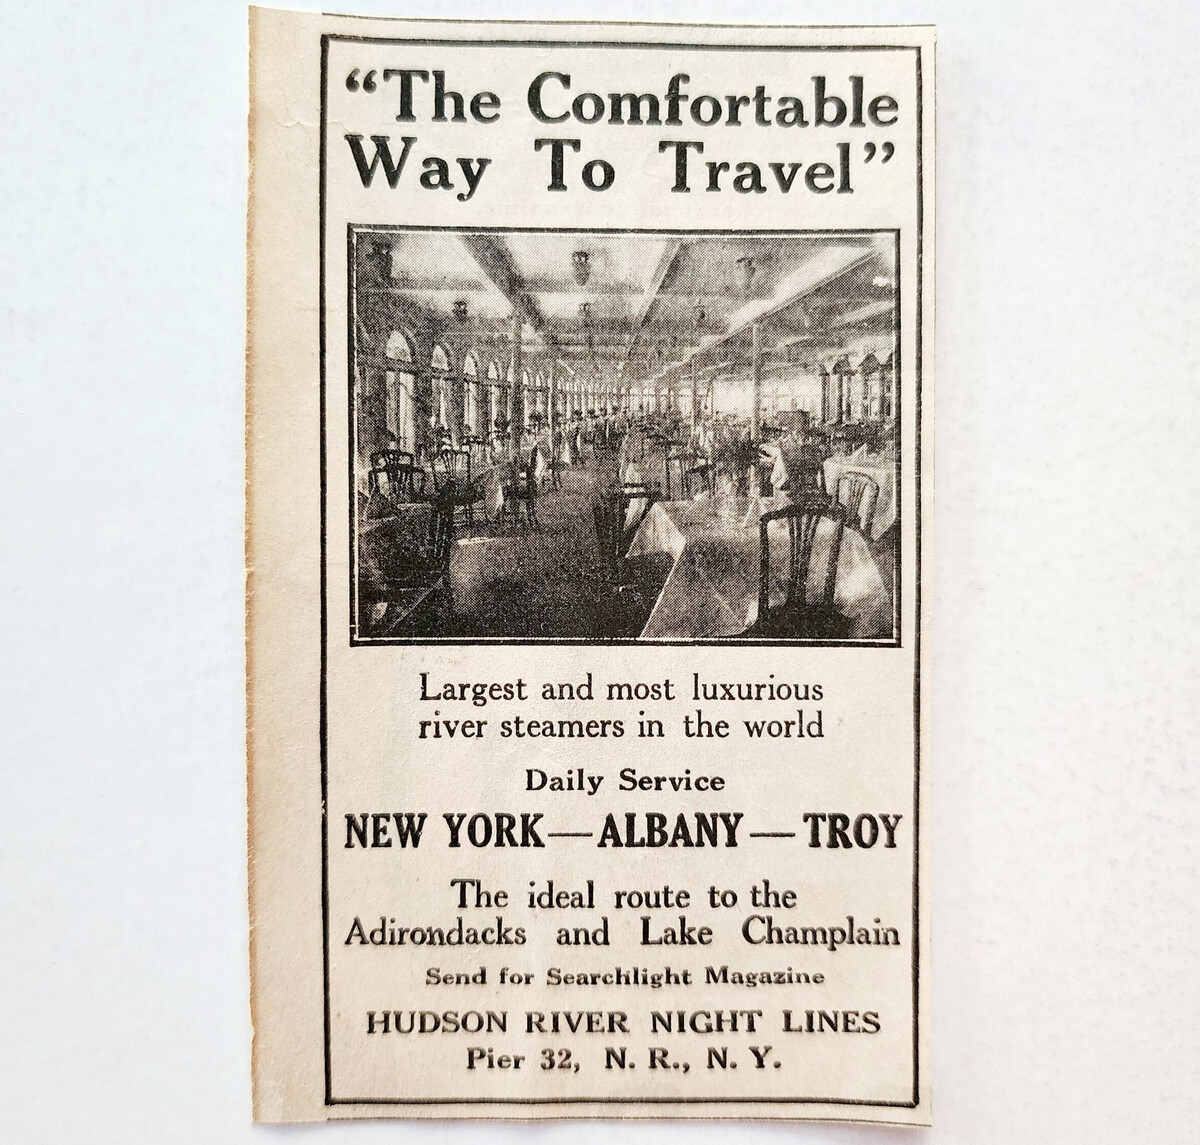 “The Comfortable
Way To Travel”
Largest and most luxurious
river steamers in the world
Daily Service
NEW YORK—ALBANY—TROY
The ideal route to the
Adirondacks and Lake Champlain
Send for Searchlight Magazine
HUDSON RIVER NIGHT LINES
Pier 32, N. R., N. Y.